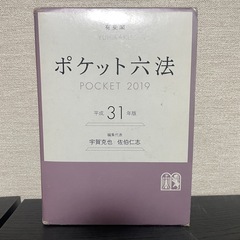 有斐閣
YUHIKAKU
ポケット六法
POCKET 2019
平成31年版
編集代表
宇賀克也 佐伯仁志